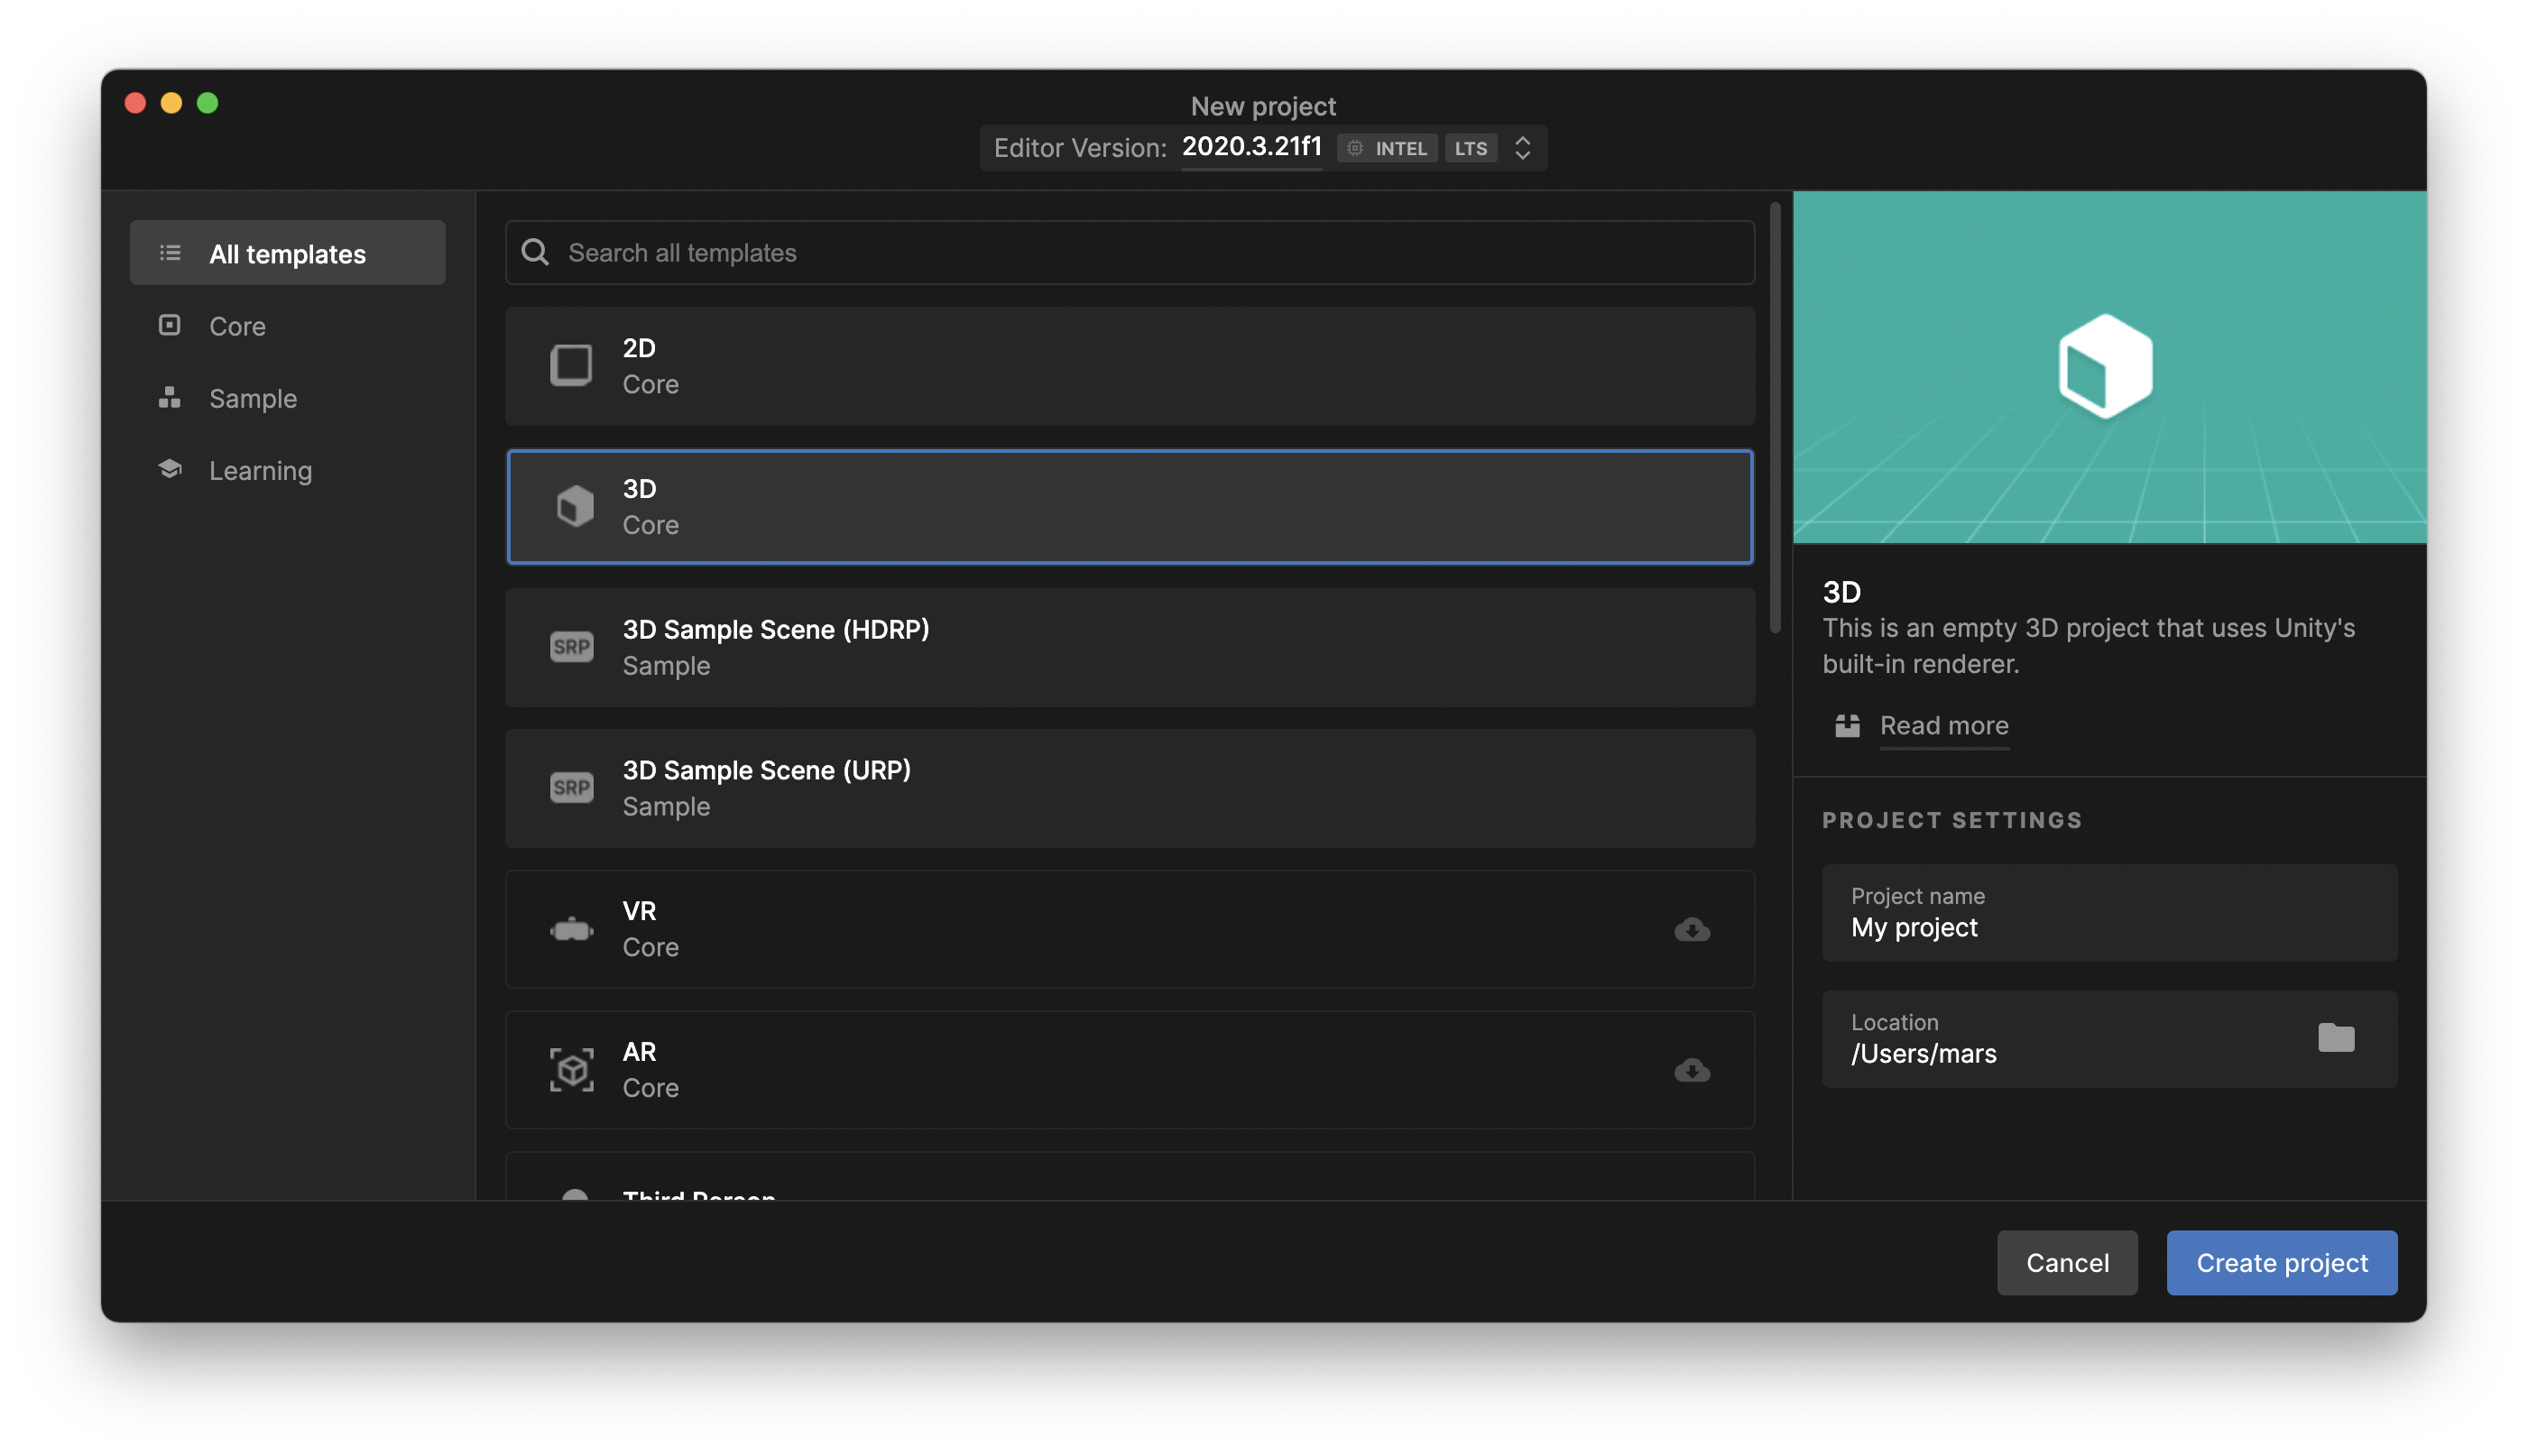 New project
Editor Version: 2020.3.21f1 INTEL LTS
All templates
Core
Sample
Learning
Search all templates
2D
Core
3D
Core
SRP
3D Sample Scene (HDRP)
Sample
SRP
3D Sample Scene (URP)
Sample
VR
Core
AR
Core
Third Person
3D
This is an empty 3D project that uses Unity's
built-in renderer.
Read more
PROJECT SETTINGS
Project name
My project
Location
/Users/mars
Cancel
Create project